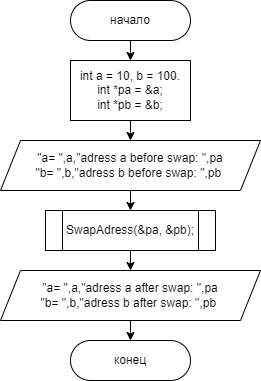 начало
int a = 10, b = 100.
int *pa = &a;
int *pb = &b;
"a= ",a,"adress a before swap: ",pa
"b= ",b,"adress b before swap: ",pb
SwapAdress(&pa, &pb);
"a= ",a,"adress a after swap: ",pa
"b= ",b,"adress b after swap: ",pb
конец